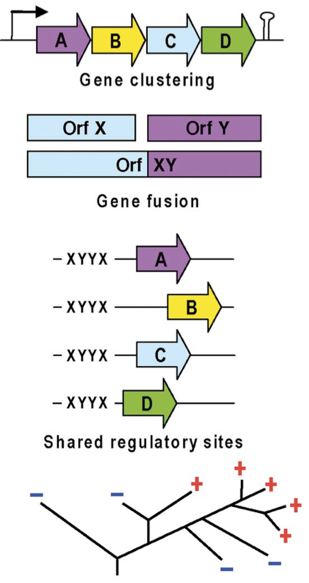 A B C D
Gene clustering
Orf X Orf Y
Orf XY
Gene fusion
– XYYX A
– XYYX B
– XYYX C
– XYYX D
Shared regulatory sites
+
– – + +
+
+
– –